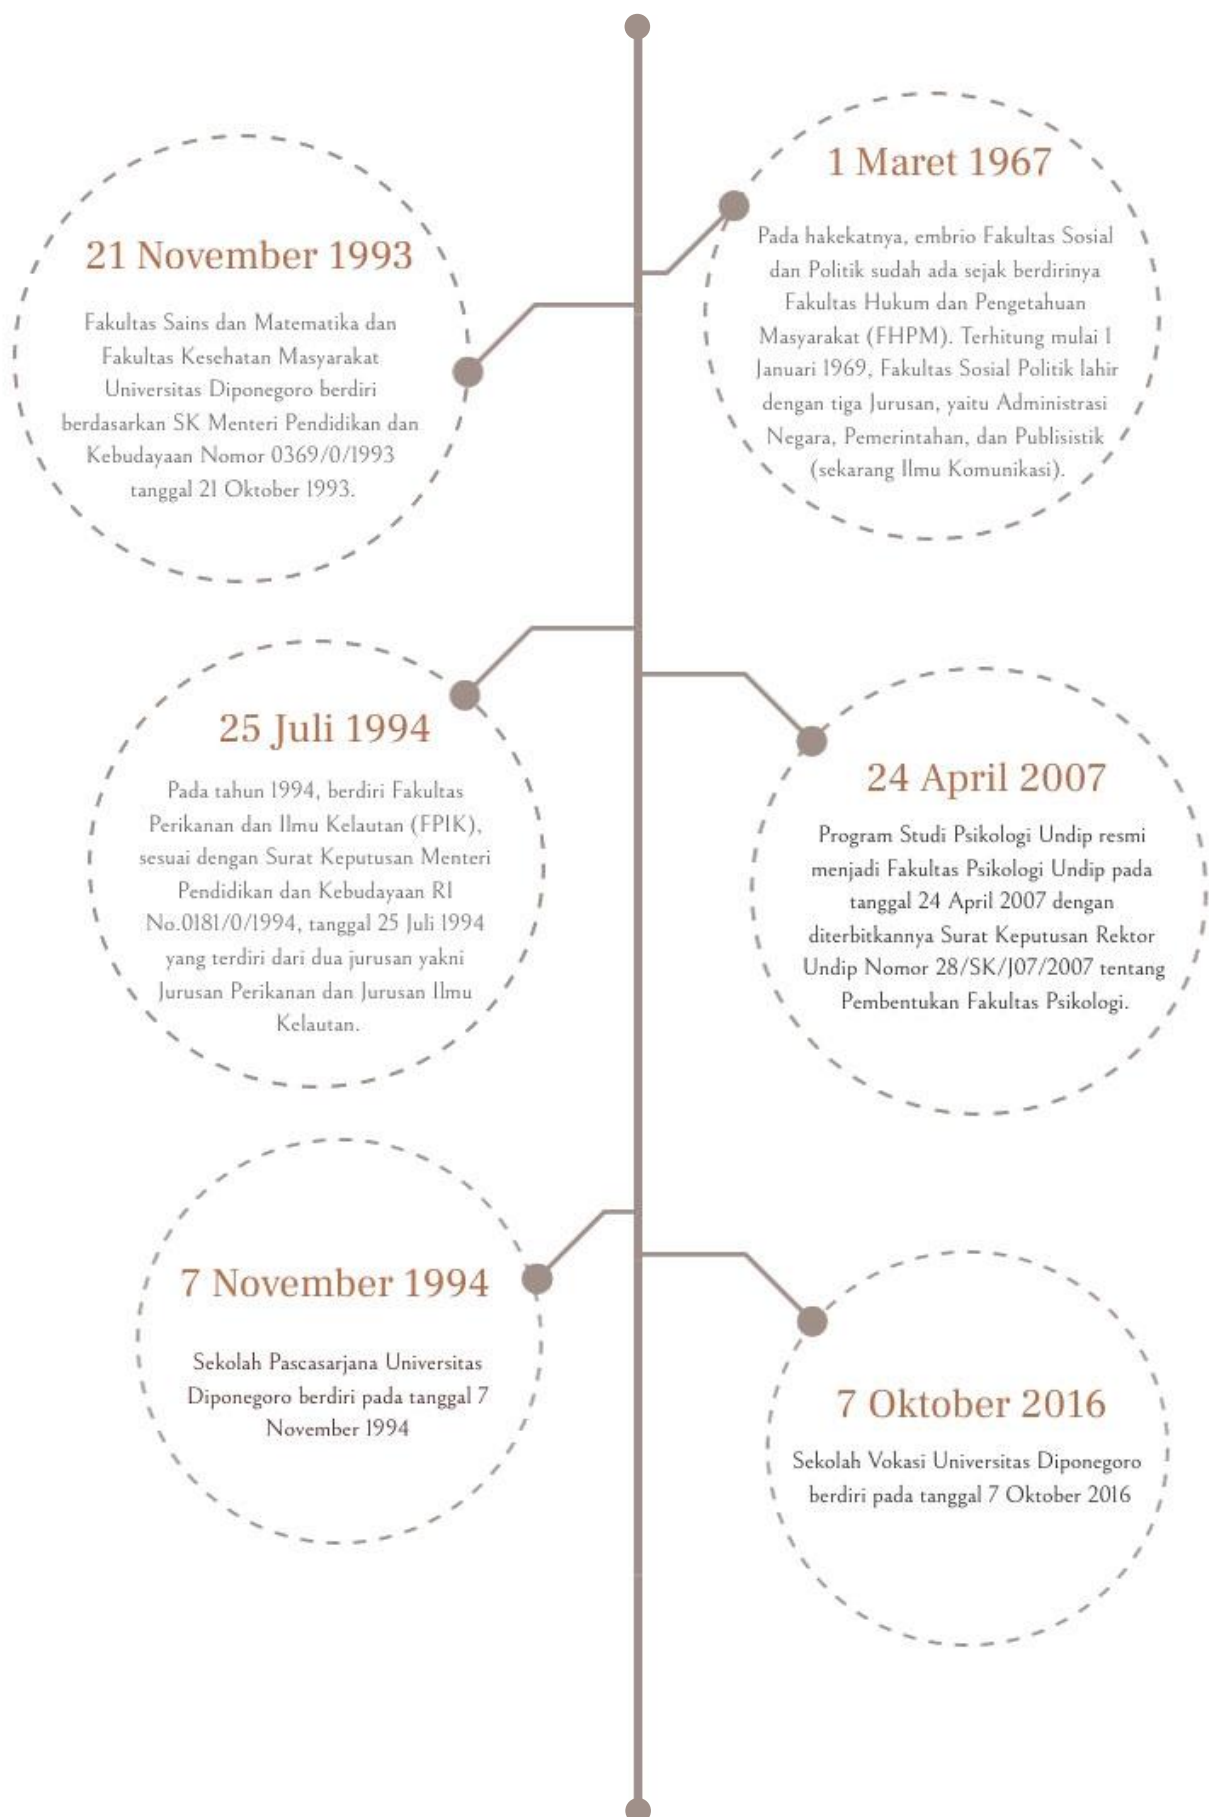 1 Maret 1967
Pada hakekatnya, embrio Fakultas Sosial
dan Politik sudah ada sejak berdirinya
Fakultas Hukum dan Pengetahuan
Masyarakat (FHPM). Terhitung mulai 1
Januari 1969, Fakultas Sosial Politik lahir
dengan tiga Jurusan, yaitu Administrasi
Negara, Pemerintahan, dan Publisistik
(sekarang Ilmu Komunikasi).
21 November 1993
Fakultas Sains dan Matematika dan
Fakultas Kesehatan Masyarakat
Universitas Diponegoro berdiri
berdasarkan SK Menteri Pendidikan dan
Kebudayaan Nomor 0369/0/1993
tanggal 21 Oktober 1993.
25 Juli 1994
Pada tahun 1994, berdiri Fakultas
Perikanan dan Ilmu Kelautan (FPIK),
sesuai dengan Surat Keputusan Menteri
Pendidikan dan Kebudayaan RI
No.0181/0/1994, tanggal 25 Juli 1994
yang terdiri dari dua jurusan yakni
Jurusan Perikanan dan Jurusan Ilmu
Kelautan.
24 April 2007
Program Studi Psikologi Undip resmi
menjadi Fakultas Psikologi Undip pada
tanggal 24 April 2007 dengan
diterbitkannya Surat Keputusan Rektor
Undip Nomor 28/SK/J07/2007 tentang
Pembentukan Fakultas Psikologi.
7 November 1994
Sekolah Pascasarjana Universitas
Diponegoro berdiri pada tanggal 7
November 1994
7 Oktober 2016
Sekolah Vokasi Universitas Diponegoro
berdiri pada tanggal 7 Oktober 2016